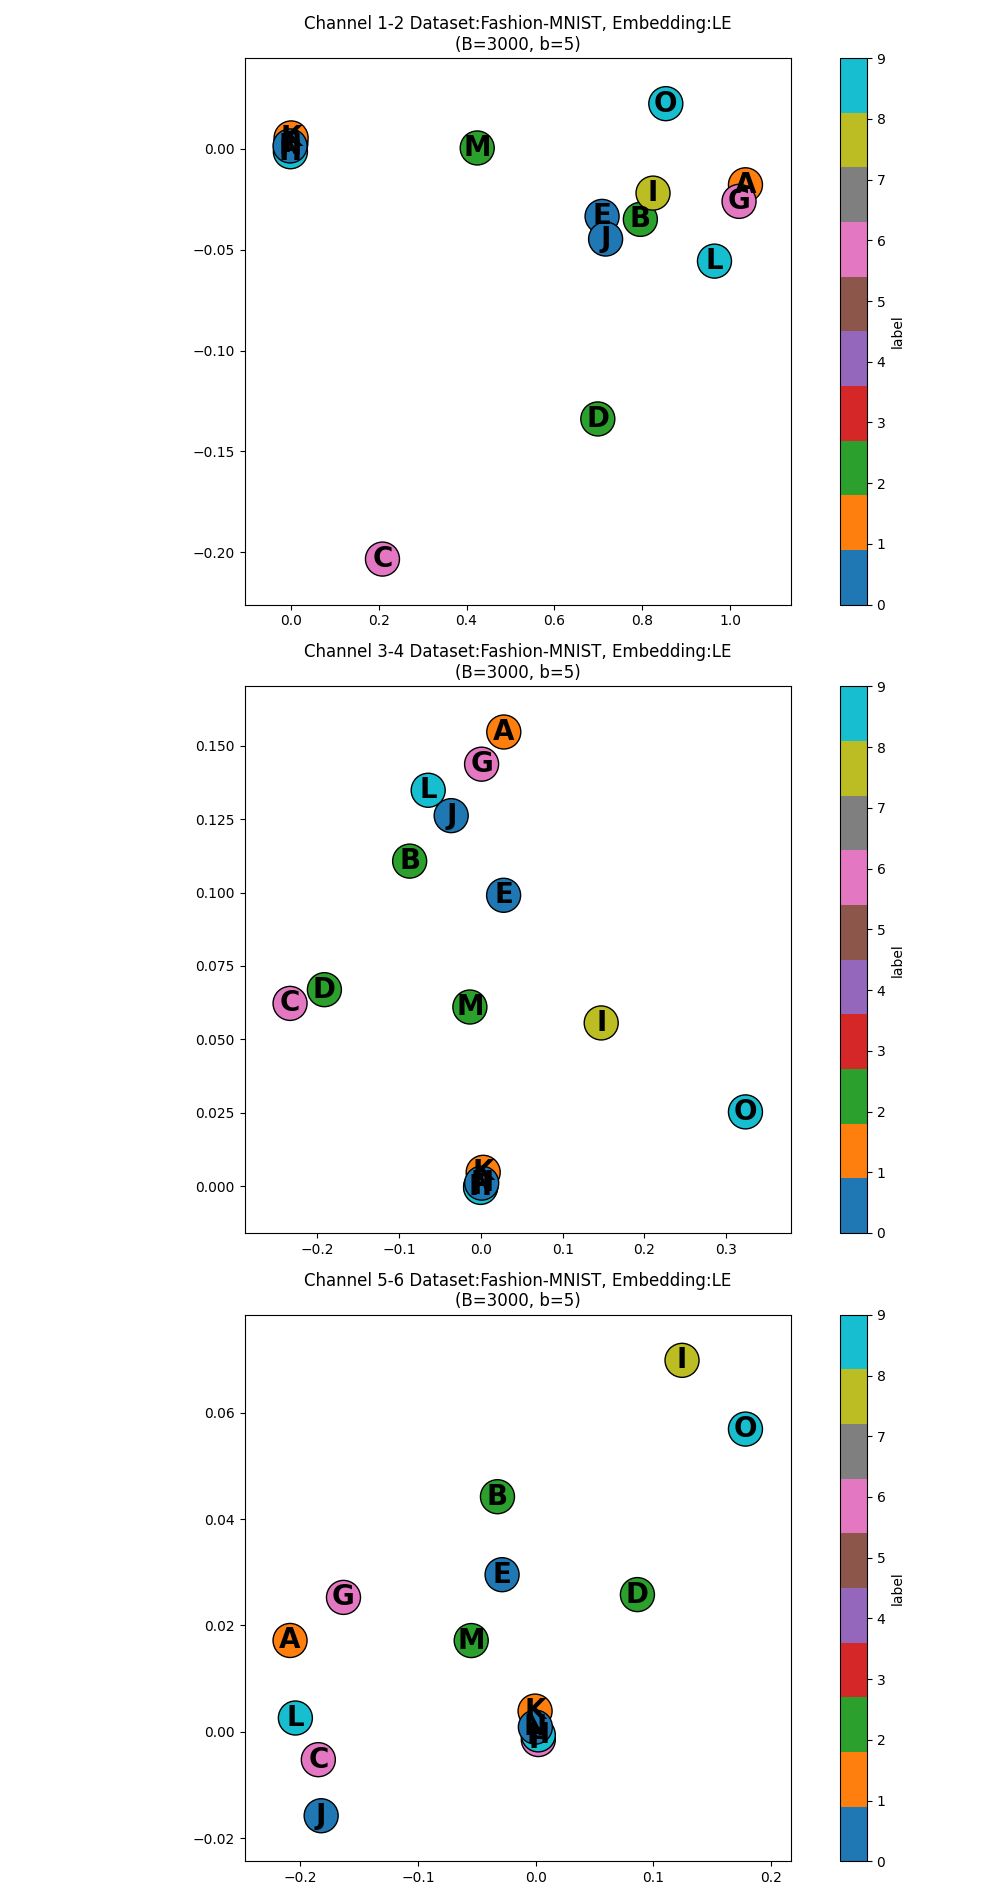 Channel 1-2 Dataset:Fashion-MNIST, Embedding:LE
(B=3000, b=5)
0.00
−0.05
−0.10
−0.15
−0.20
0.0 0.2 0.4 0.6 0.8 1.0
K
H
M
O
A
G
I
E
B
J
L
D
C
9
8
7
6
5
4
3
2
1
0
label
Channel 3-4 Dataset:Fashion-MNIST, Embedding:LE
(B=3000, b=5)
0.150
0.125
0.100
0.075
0.050
0.025
0.000
−0.2 −0.1 0.0 0.1 0.2 0.3
A
G
L
J
B
E
D
C
M
I
O
K
N
H
9
8
7
6
5
4
3
2
1
0
label
Channel 5-6 Dataset:Fashion-MNIST, Embedding:LE
(B=3000, b=5)
0.06
0.04
0.02
0.00
−0.02
−0.2 −0.1 0.0 0.1 0.2
I
O
B
E
D
G
A
M
L
K
N
H
C
J
9
8
7
6
5
4
3
2
1
0
label